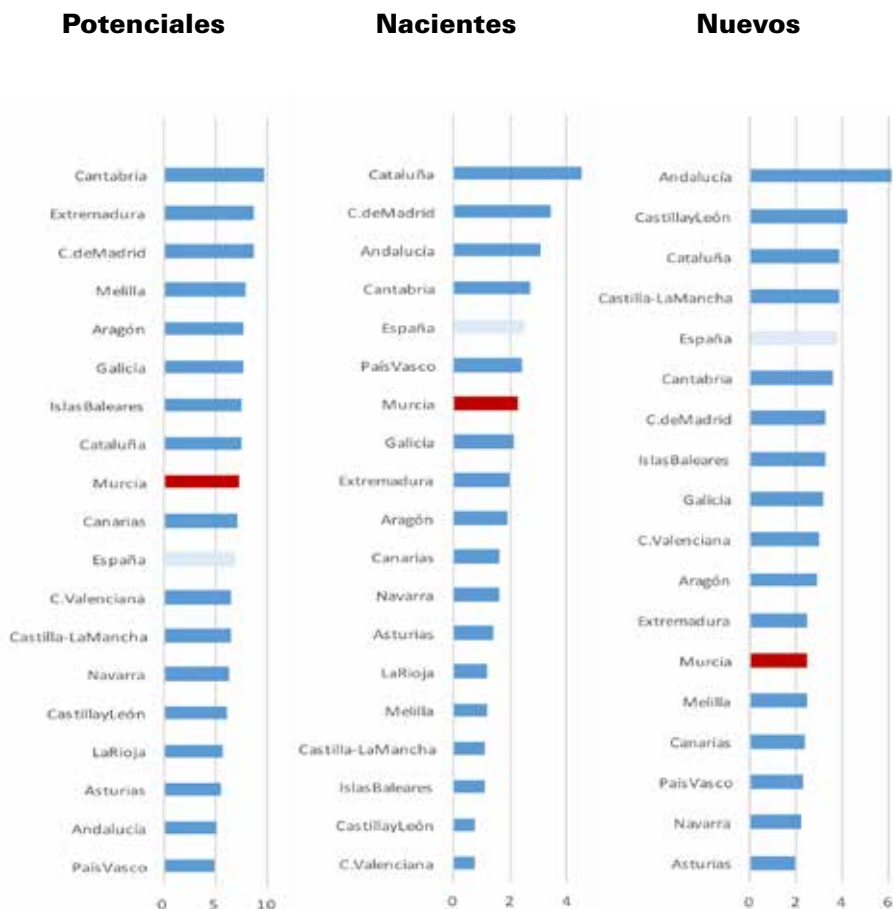 Potenciales
Cantabria
Extremadura
C.deMadrid
Melilla
Aragón
Galicia
IslasBaleares
Cataluña
Murcia
Canarias
España
C.Valenciana
Castilla-LaMancha
Navarra
CastillayLeón
LaRioja
Asturias
Andalucía
PaísVasco
0 5 10
Nacientes
Cataluña
C.deMadrid
Andalucía
Cantabria
España
PaísVasco
Murcia
Galicia
Extremadura
Aragón
Canarias
Navarra
Asturias
LaRioja
Melilla
Castilla-LaMancha
IslasBaleares
CastillayLeón
C.Valenciana
0 2 4
Nuevos
Andalucía
CastillayLeón
Cataluña
Castilla-LaMancha
España
Cantabria
C.deMadrid
IslasBaleares
Galicia
C.Valenciana
Aragón
Extremadura
Murcia
Melilla
Canarias
PaísVasco
Navarra
Asturias
0 2 4 6